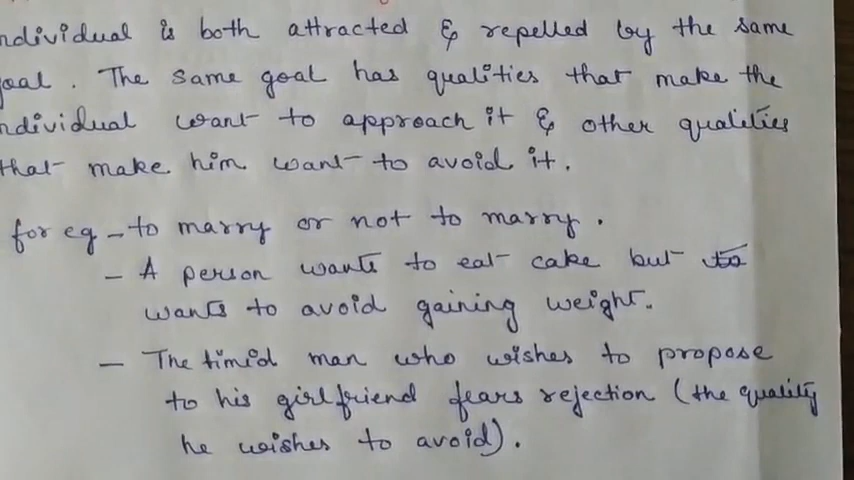 ndividual is both attracted & repelled by the same
oal. The same goal has qualities that make the
ndividual want to approach it & other qualities
that make him want to avoid it.
for eg – to marry or not to marry.
– A person wants to eat cake but to
wants to avoid gaining weight.
– The timid man who wishes to propose
to his girlfriend fears rejection (the quality
he wishes to avoid).